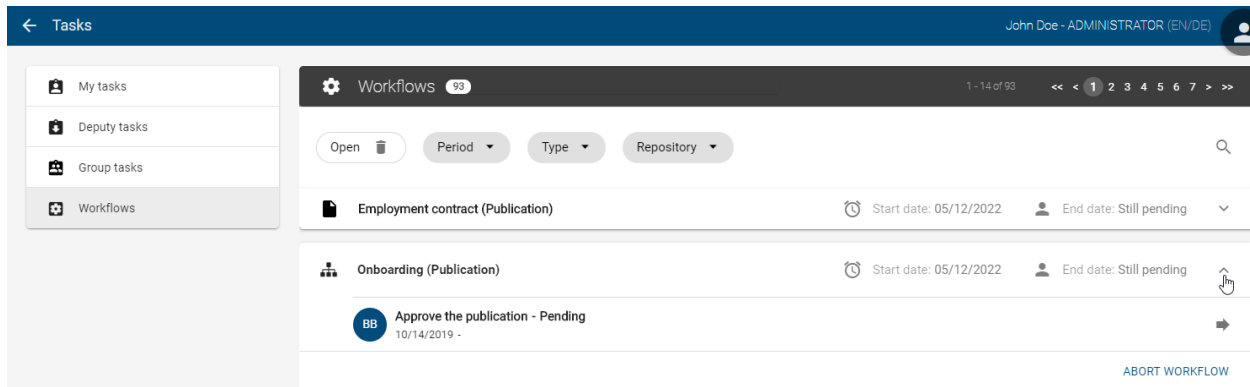 Tasks
John Doe - ADMINISTRATOR (EN/DE)
My tasks
Deputy tasks
Group tasks
Workflows
Workflows 93
1 - 14 of 93 << < 1 2 3 4 5 6 7 > >>
Open Period Type Repository
Employment contract (Publication) Start date: 05/12/2022 End date: Still pending
Onboarding (Publication) Start date: 05/12/2022 End date: Still pending
BB Approve the publication - Pending
10/14/2019 -
ABORT WORKFLOW